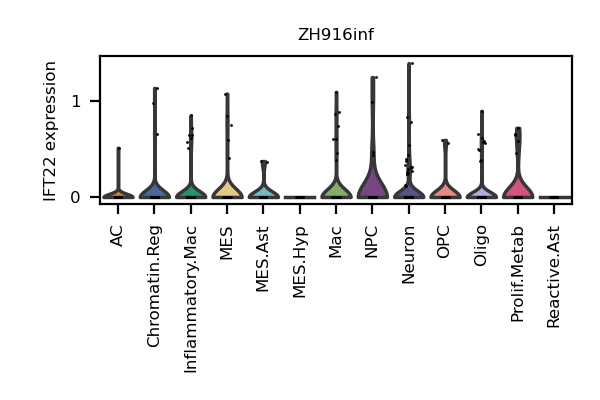 ZH916inf
IFT22 expression
1
0
AC
Chromatin.Reg
Inflammatory.Mac
MES
MES.Ast
MES.Hyp
Mac
NPC
Neuron
OPC
Oligo
Prolif.Metab
Reactive.Ast